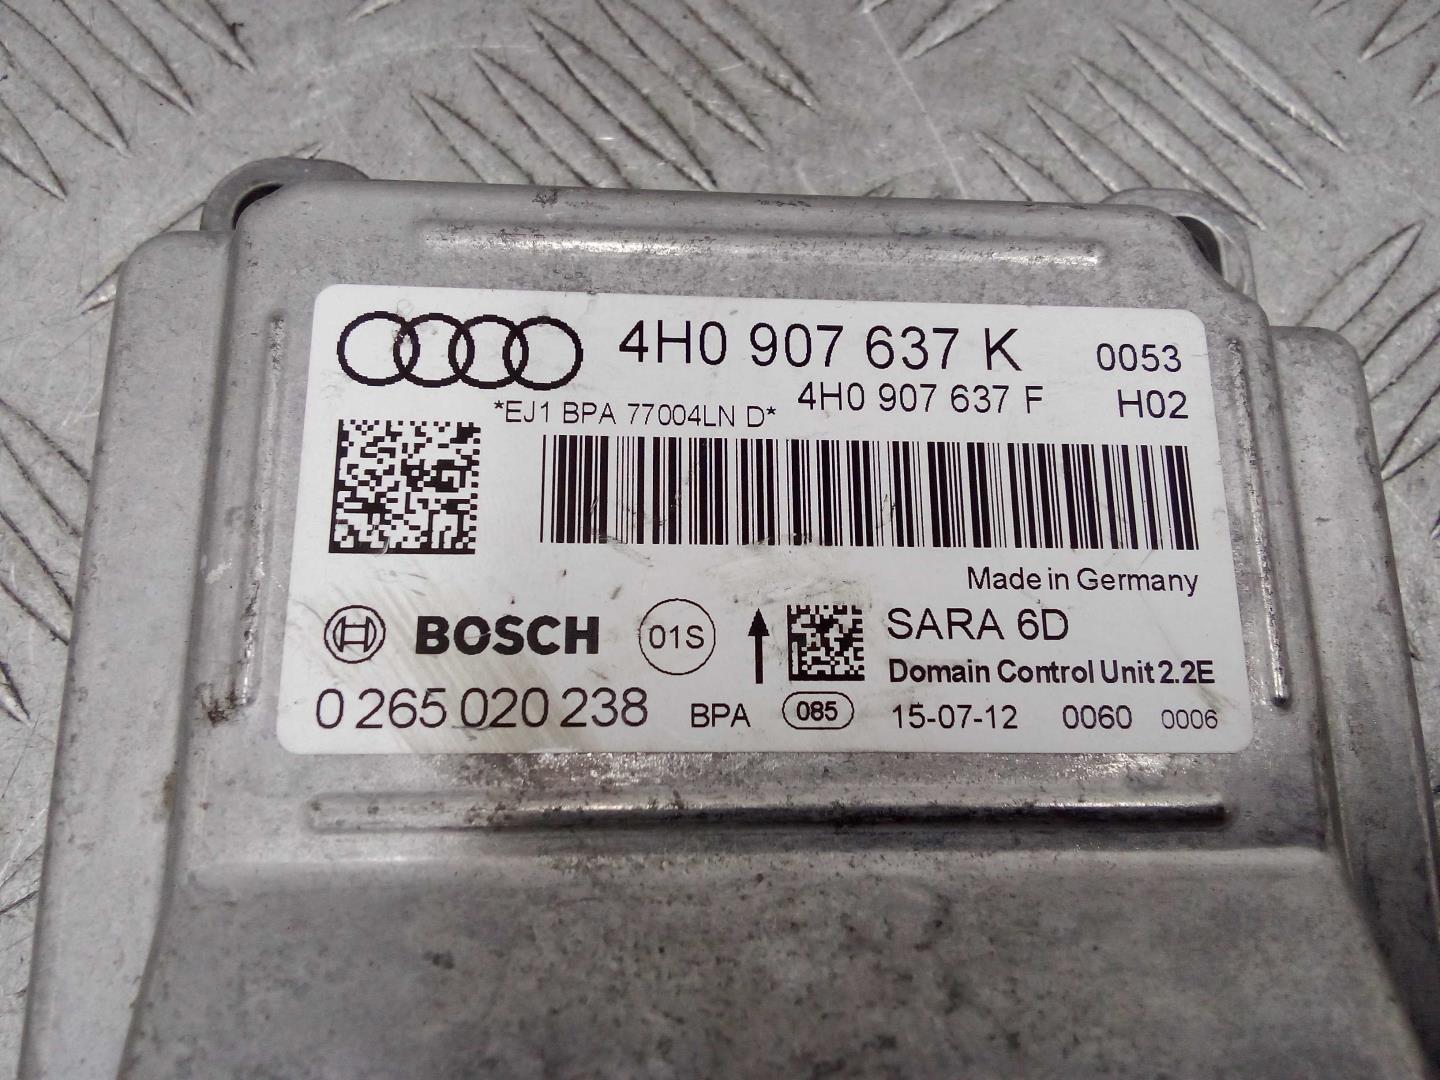 4H0 907 637 K 0053
4H0 907 637 F H02
*EJ1 BPA 77004LN D*
Made in Germany
BOSCH 01S SARA 6D
Domain Control Unit 2.2E
0 265 020 238 BPA 085 15-07-12 0060 0006